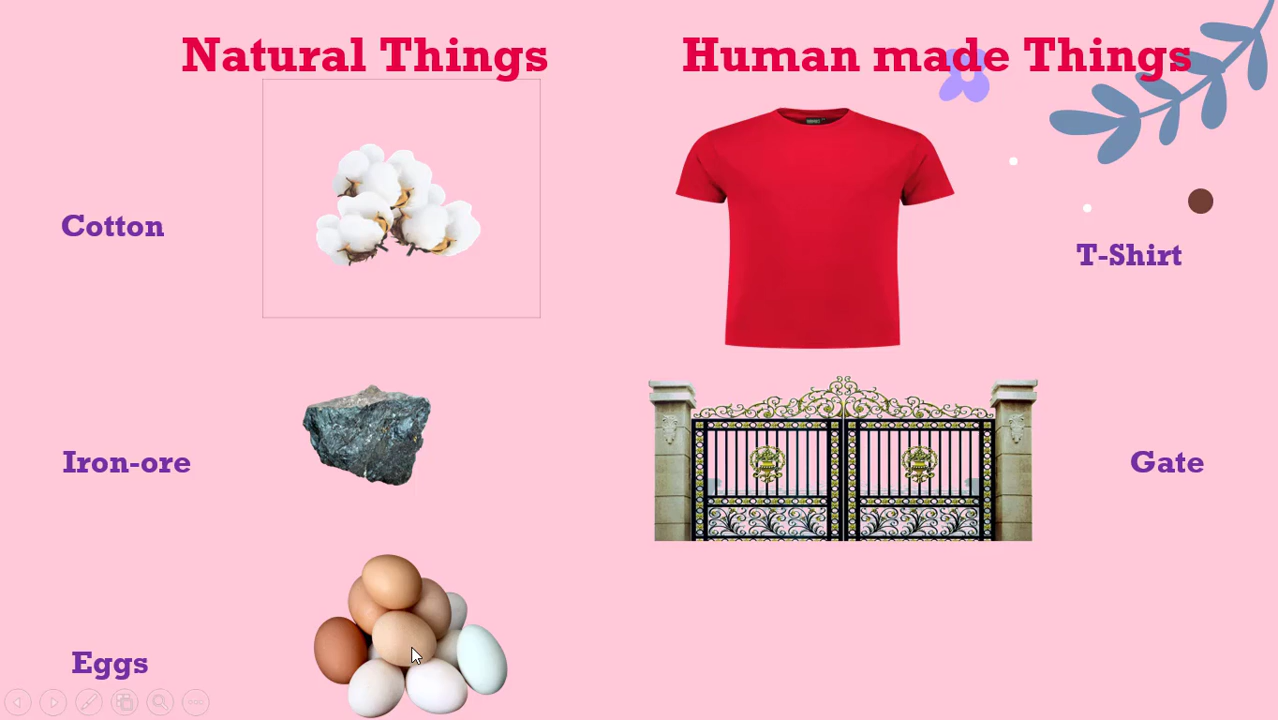 Natural Things
Human made Things
Cotton
T-Shirt
Iron-ore
Gate
Eggs